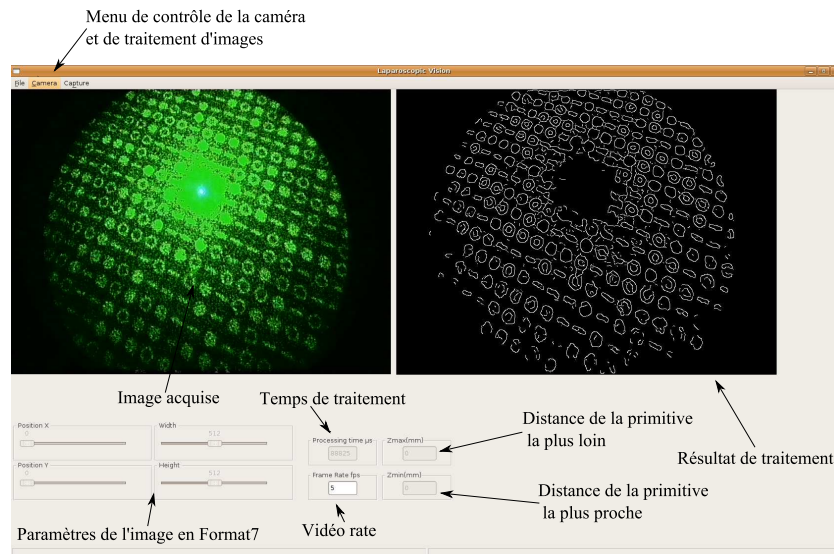 Menu de contrôle de la caméra
et de traitement d'images
Laparoscopic Vision
File Camera Capture
Image acquise
Temps de traitement
Distance de la primitive
la plus loin
Résultat de traitement
Position X
0
Width
512
Processing time µs
Zmax(mm)
0
Position Y
0
Height
512
Frame Rate fps
5
Zmin(mm)
0
Distance de la primitive
la plus proche
Paramètres de l'image en Format7
Vidéo rate